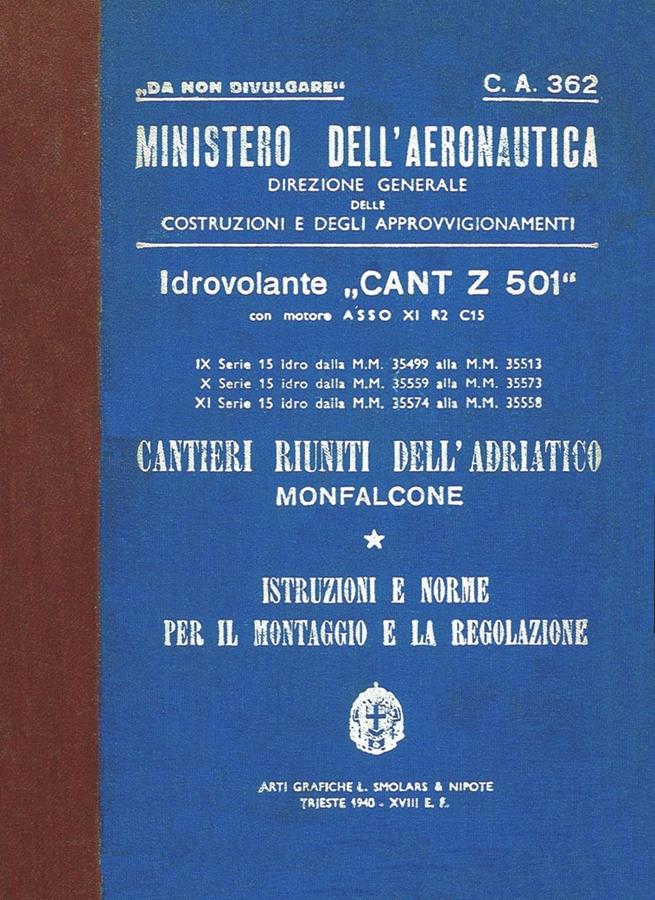 „DA NON DIVULGARE“
C. A. 362
MINISTERO DELL'AERONAUTICA
DIREZIONE GENERALE
DELLE
COSTRUZIONI E DEGLI APPROVVIGIONAMENTI
Idrovolante „CANT Z 501“
con motore ASSO XI R2 C15
IX Serie 15 idro dalla M.M. 35499 alla M.M. 35513
X Serie 15 idro dalla M.M. 35559 alla M.M. 35573
XI Serie 15 idro dalla M.M. 35574 alla M.M. 35558
CANTIERI RIUNITI DELL'ADRIATICO
MONFALCONE
ISTRUZIONI E NORME
PER IL MONTAGGIO E LA REGOLAZIONE
ARTI GRAFICHE L. SMOLARS & NIPOTE
TRIESTE 1940 - XVIII E. F.